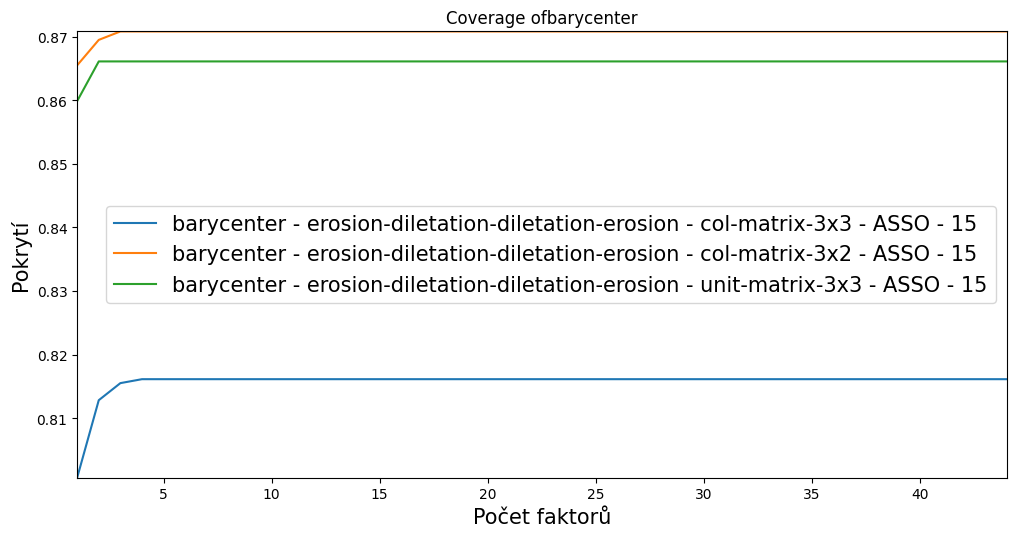 Coverage ofbarycenter
0.87
0.86
0.85
0.84
0.83
0.82
0.81
Pokrytí
barycenter - erosion-diletation-diletation-erosion - col-matrix-3x3 - ASSO - 15
barycenter - erosion-diletation-diletation-erosion - col-matrix-3x2 - ASSO - 15
barycenter - erosion-diletation-diletation-erosion - unit-matrix-3x3 - ASSO - 15
5 10 15 20 25 30 35 40
Počet faktorů